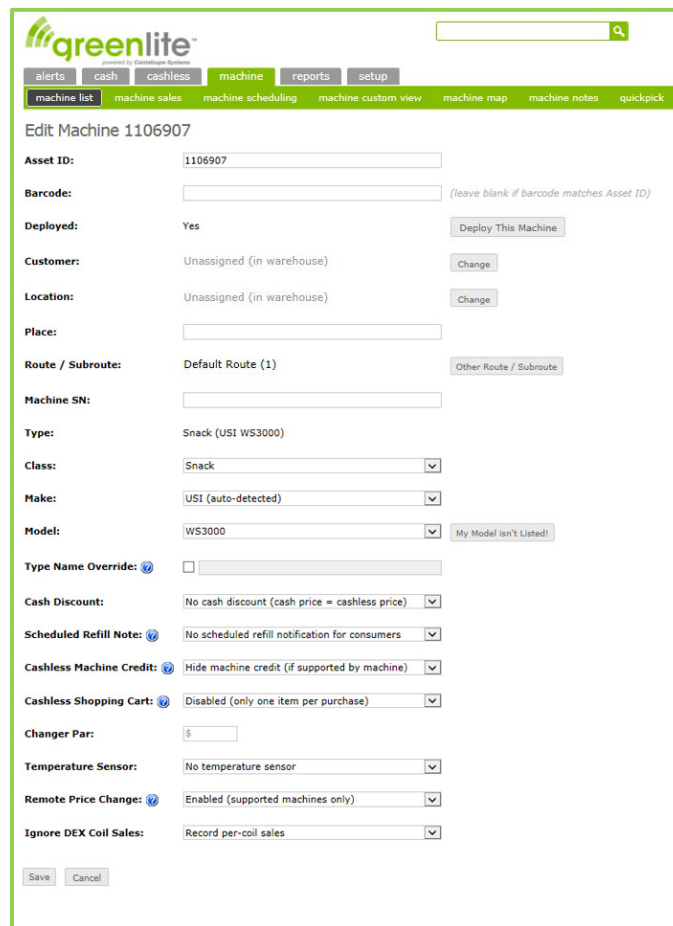 greenlite™
powered by Cantaloupe Systems
alerts cash cashless machine reports setup
machine list machine sales machine scheduling machine custom view machine map machine notes quickpick
Edit Machine 1106907
Asset ID: 1106907
Barcode: (leave blank if barcode matches Asset ID)
Deployed: Yes Deploy This Machine
Customer: Unassigned (in warehouse) Change
Location: Unassigned (in warehouse) Change
Place:
Route / Subroute: Default Route (1) Other Route / Subroute
Machine SN:
Type: Snack (USI WS3000)
Class: Snack
Make: USI (auto-detected)
Model: WS3000 My Model isn't Listed!
Type Name Override: ?
Cash Discount: No cash discount (cash price = cashless price)
Scheduled Refill Note: ? No scheduled refill notification for consumers
Cashless Machine Credit: ? Hide machine credit (if supported by machine)
Cashless Shopping Cart: ? Disabled (only one item per purchase)
Changer Par: $
Temperature Sensor: No temperature sensor
Remote Price Change: ? Enabled (supported machines only)
Ignore DEX Coil Sales: Record per-coil sales
Save Cancel